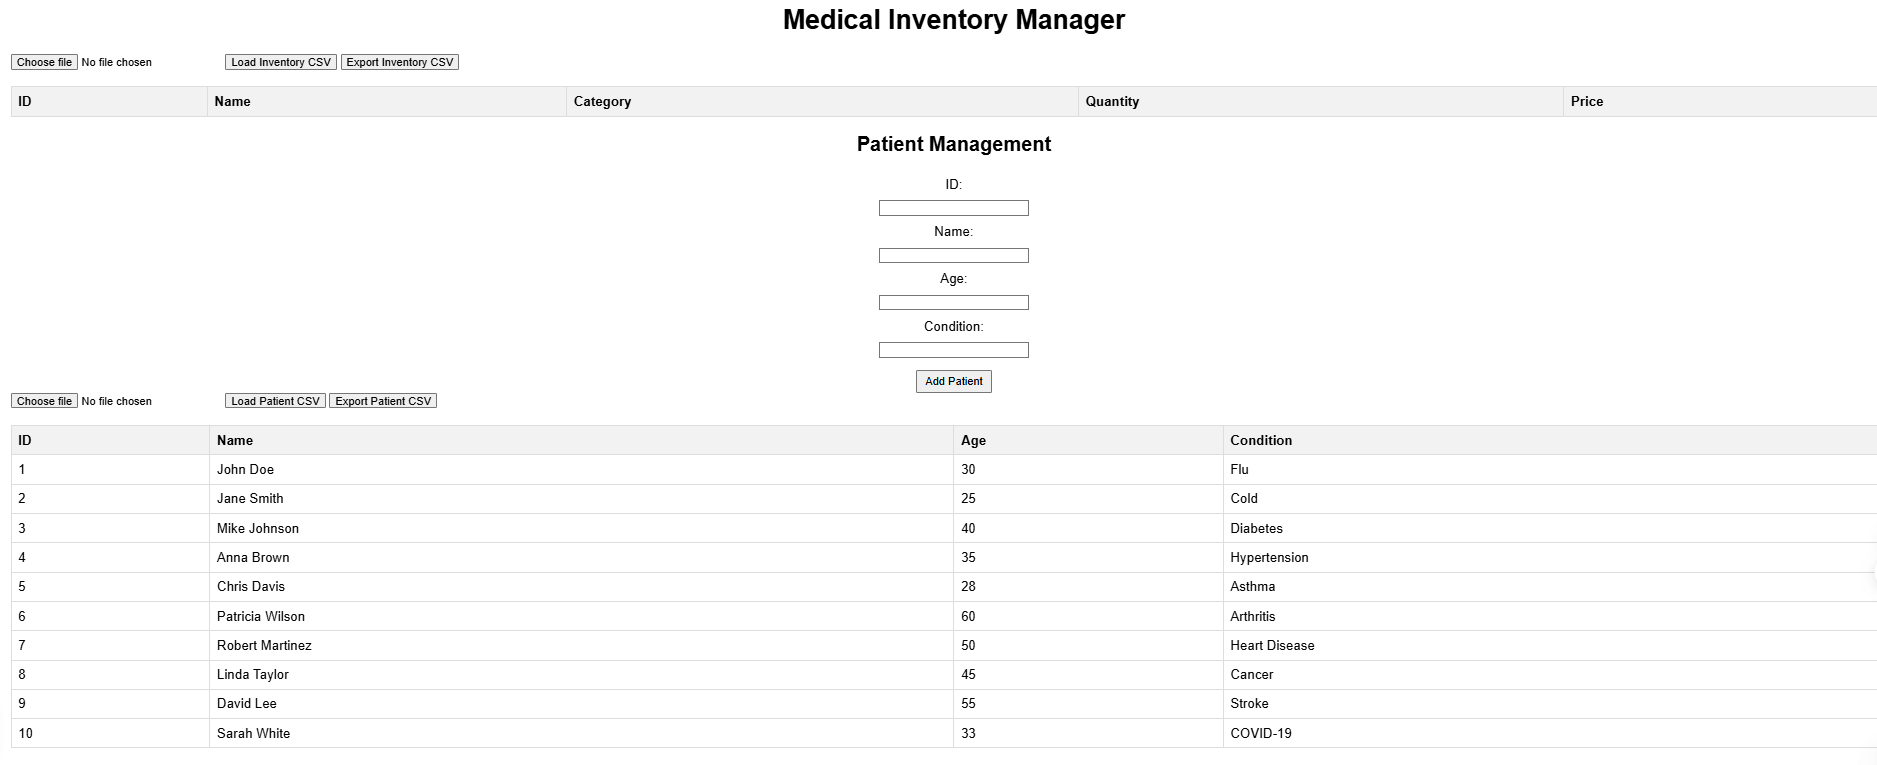 Medical Inventory Manager
Choose file No file chosen Load Inventory CSV Export Inventory CSV
ID Name Category Quantity Price
Patient Management
ID:
Name:
Age:
Condition:
Add Patient
Choose file No file chosen Load Patient CSV Export Patient CSV
ID Name Age Condition
1 John Doe 30 Flu
2 Jane Smith 25 Cold
3 Mike Johnson 40 Diabetes
4 Anna Brown 35 Hypertension
5 Chris Davis 28 Asthma
6 Patricia Wilson 60 Arthritis
7 Robert Martinez 50 Heart Disease
8 Linda Taylor 45 Cancer
9 David Lee 55 Stroke
10 Sarah White 33 COVID-19